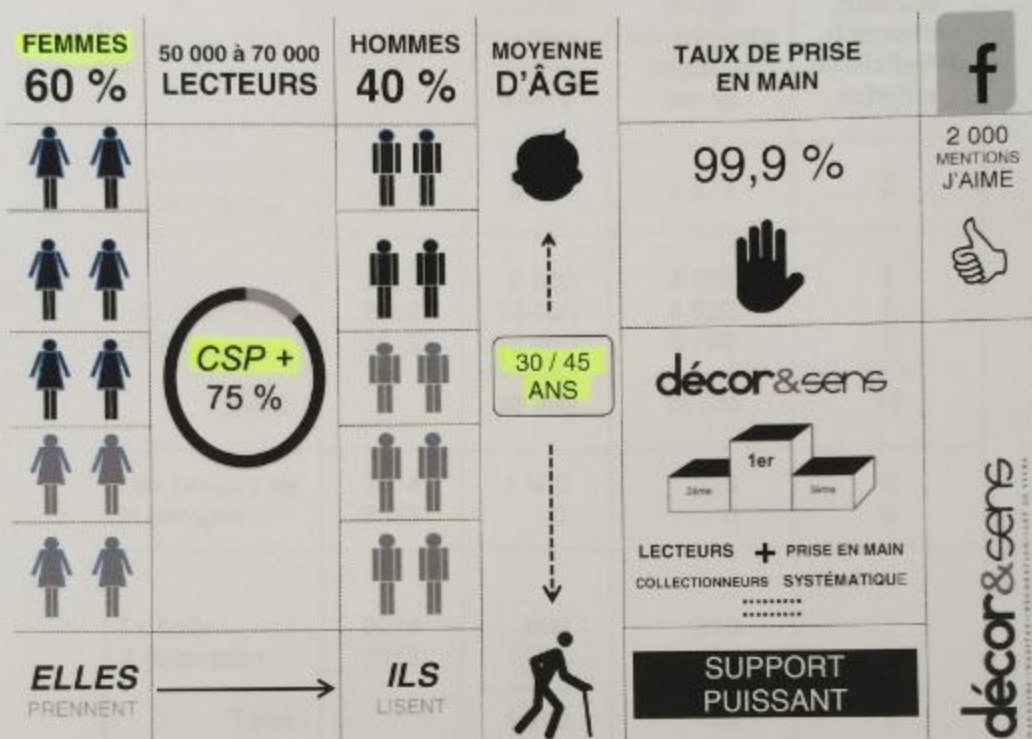 FEMMES
60 %
50 000 à 70 000
LECTEURS
HOMMES
40 %
MOYENNE
D'ÂGE
TAUX DE PRISE
EN MAIN
f
99,9 %
2 000
MENTIONS
J'AIME
CSP +
75 %
30 / 45
ANS
décor&sens
1er
2ème
3ème
LECTEURS + PRISE EN MAIN
COLLECTIONNEURS SYSTÉMATIQUE
ELLES
PRENNENT
ILS
LISENT
SUPPORT
PUISSANT
décor&sens